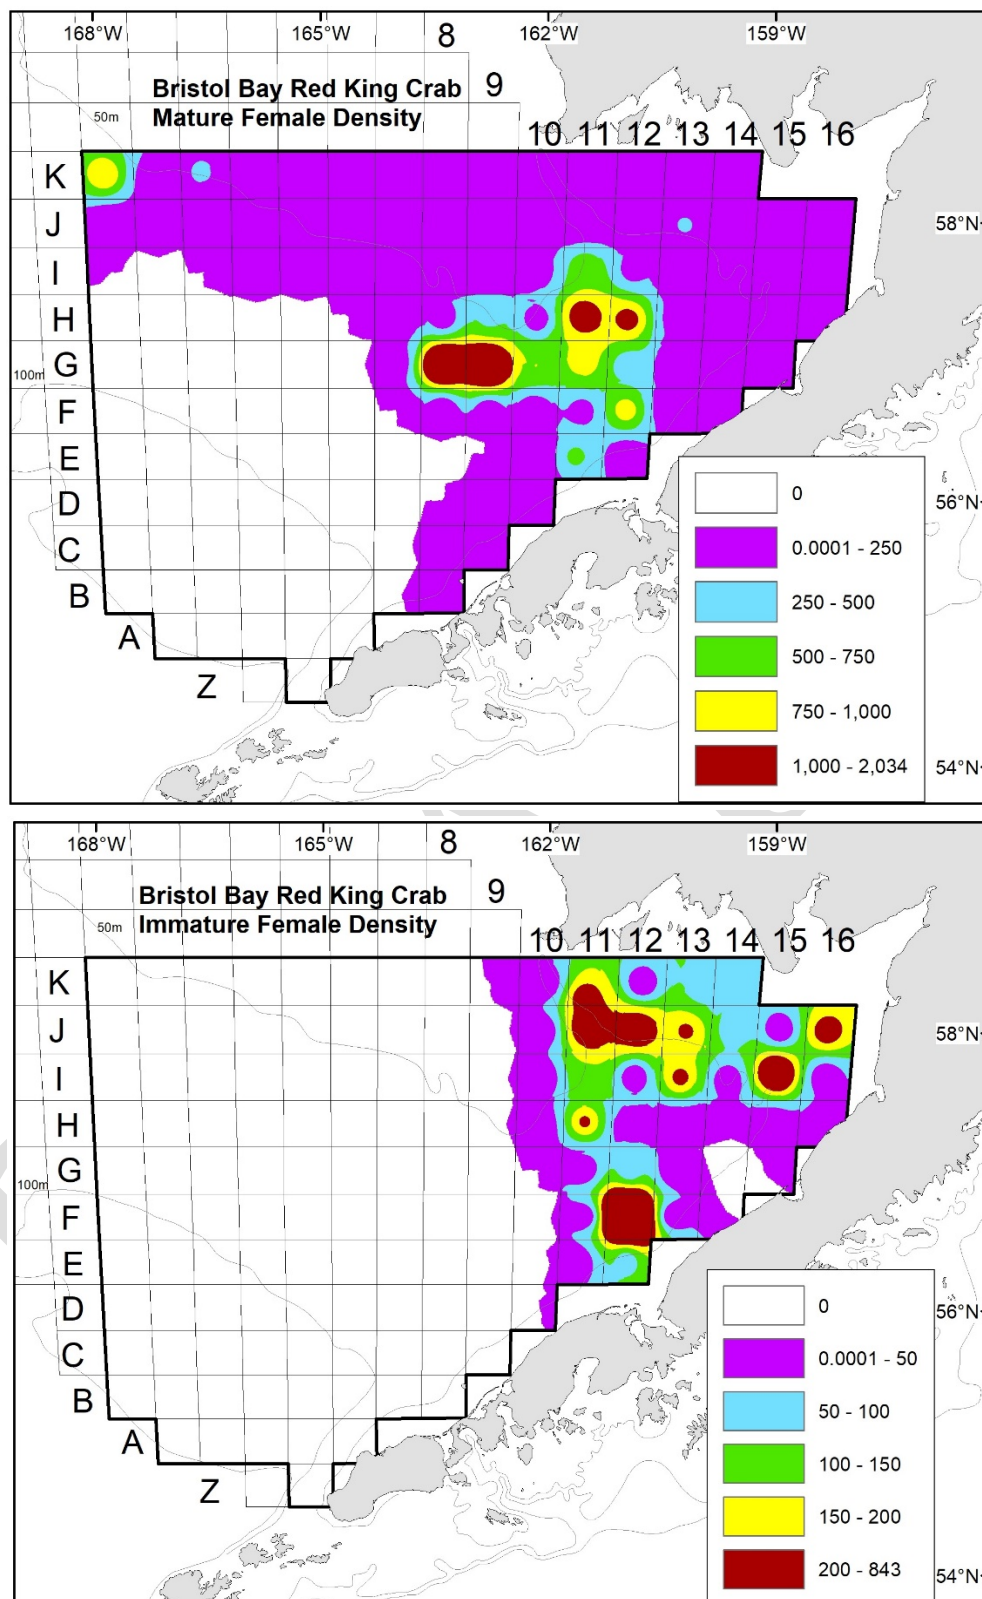 168°W 165°W 8 162°W 159°W
Bristol Bay Red King Crab 9
Mature Female Density
50m
10 11 12 13 14 15 16
K
J 58°N
I
H
G
100m
F
E
D 56°N
C
B
A
Z
0
0.0001 - 250
250 - 500
500 - 750
750 - 1,000
1,000 - 2,034 54°N
168°W 165°W 8 162°W 159°W
Bristol Bay Red King Crab 9
Immature Female Density
50m
10 11 12 13 14 15 16
K
J 58°N
I
H
G
100m
F
E
D 56°N
C
B
A
Z
0
0.0001 - 50
50 - 100
100 - 150
150 - 200
200 - 843 54°N